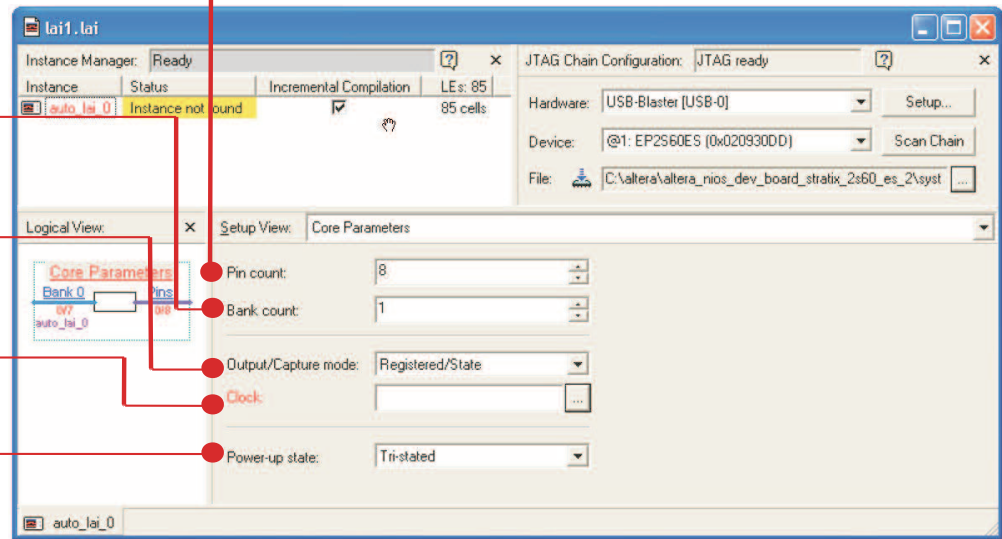 lai1.lai
Instance Manager: Ready
Instance Status Incremental Compilation LEs: 85
auto_lai_0 Instance not found 85 cells
JTAG Chain Configuration: JTAG ready
Hardware: USB-Blaster [USB-0] Setup...
Device: @1: EP2S60ES (0x020930DD) Scan Chain
File: C:\altera\altera_nios_dev_board_stratix_2s60_es_2\syst ...
Logical View:
Core Parameters
Bank 0 Pins
0/7 0/8
auto_lai_0
Setup View: Core Parameters
Pin count: 8
Bank count: 1
Output/Capture mode: Registered/State
Clock: ...
Power-up state: Tri-stated
auto_lai_0